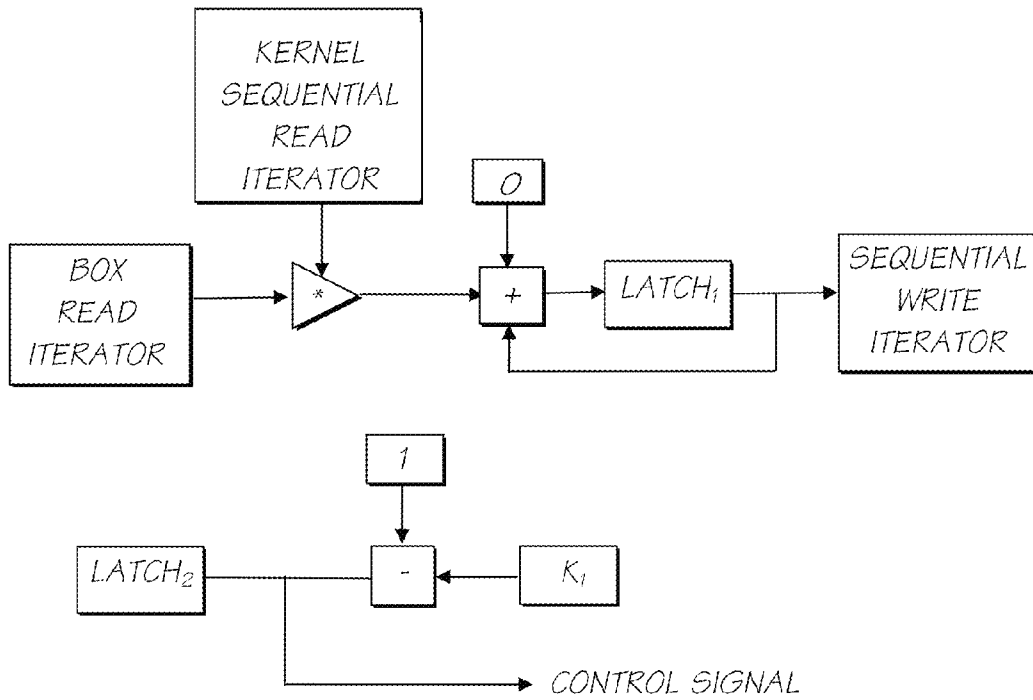 KERNEL
SEQUENTIAL
READ
ITERATOR
0
BOX
READ
ITERATOR
*
+
LATCH₁
SEQUENTIAL
WRITE
ITERATOR
1
LATCH₂
-
K₁
CONTROL SIGNAL